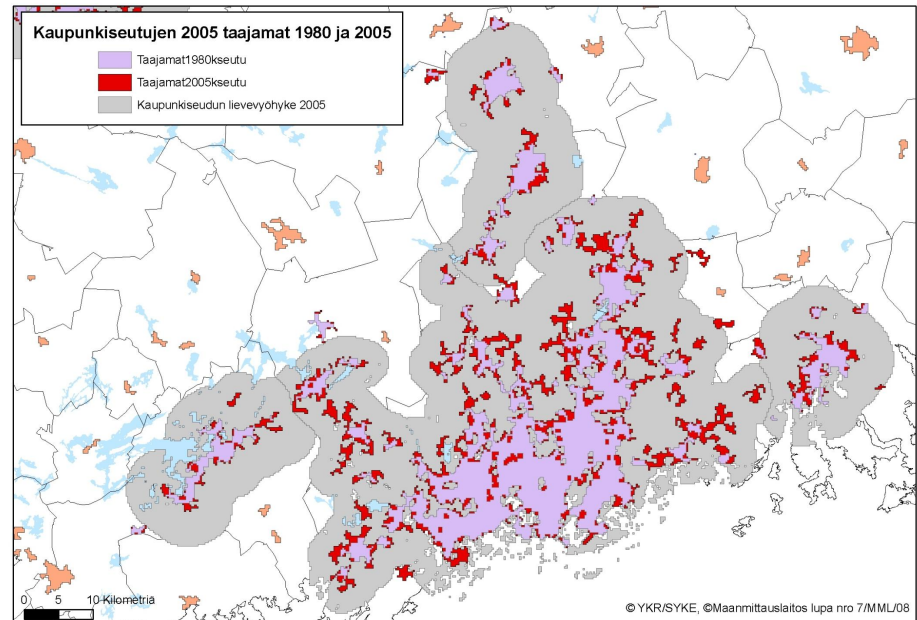 Kaupunkiseutujen 2005 taajamat 1980 ja 2005
Taajamat1980kseutu
Taajamat2005kseutu
Kaupunkiseudun lievevyöhyke 2005
0 5 10 Kilometriä
© YKR/SYKE, ©Maanmittauslaitos lupa nro 7/MML/08